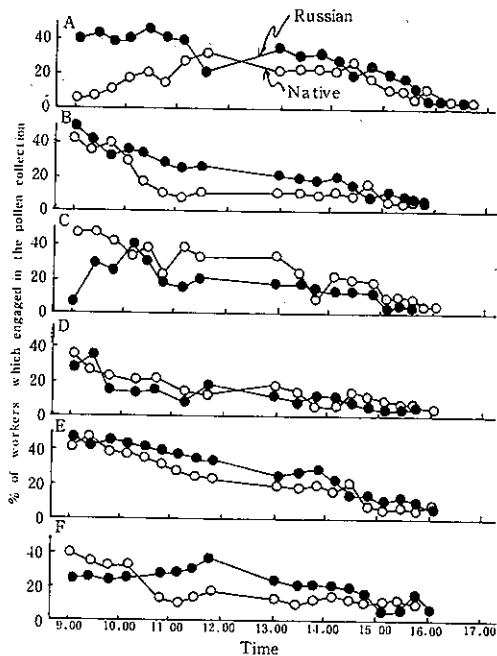 A
Russian
40
20
Native
0
B
40
20
0
C
40
20
0
D
40
20
0
E
40
20
0
F
40
20
0
9.00 10.00 11 00 12 00 13 00 14 00 15 00 16 00 17.00
Time
% of workers which engaged in the pollen collection